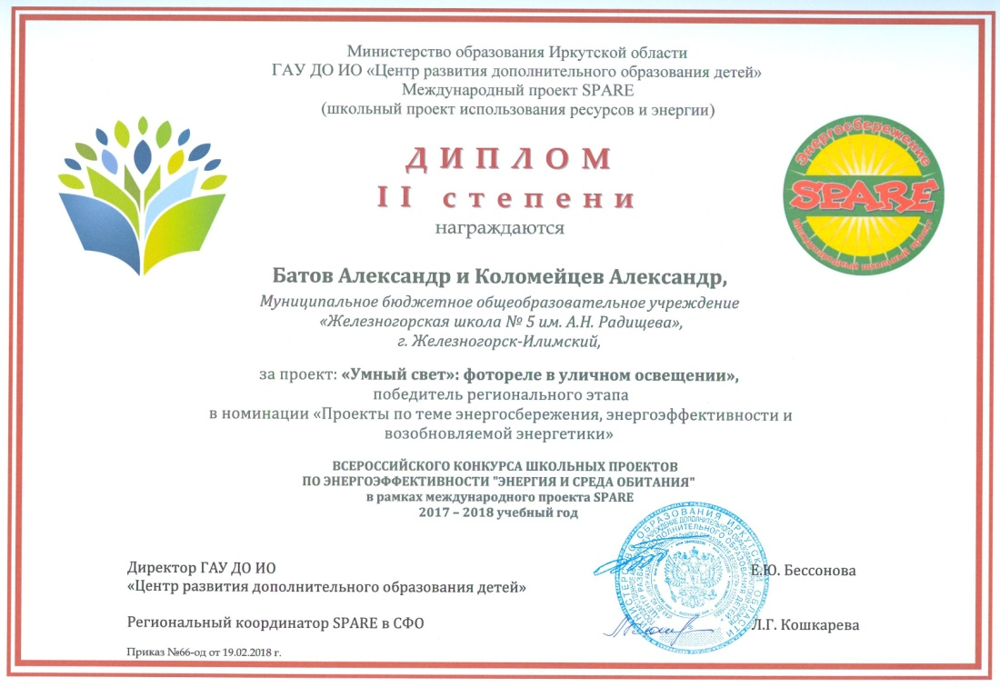 Министерство образования Иркутской области
ГАУ ДО ИО «Центр развития дополнительного образования детей»
Международный проект SPARE
(школьный проект использования ресурсов и энергии)
ДИПЛОМ
II степени
награждаются
Энергосбережение
SPARE
Международный школьный проект
Батов Александр и Коломейцев Александр,
Муниципальное бюджетное общеобразовательное учреждение
«Железногорская школа № 5 им. А.Н. Радищева»,
г. Железногорск-Илимский,
за проект: «Умный свет»: фотореле в уличном освещении»,
победитель регионального этапа
в номинации «Проекты по теме энергосбережения, энергоэффективности и
возобновляемой энергетики»
ВСЕРОССИЙСКОГО КОНКУРСА ШКОЛЬНЫХ ПРОЕКТОВ
ПО ЭНЕРГОЭФФЕКТИВНОСТИ "ЭНЕРГИЯ И СРЕДА ОБИТАНИЯ"
в рамках международного проекта SPARE
2017 – 2018 учебный год
МИНИСТЕРСТВО ОБРАЗОВАНИЯ ИРКУТСКОЙ ОБЛАСТИ
Директор ГАУ ДО ИО
«Центр развития дополнительного образования детей»
Е.Ю. Бессонова
Региональный координатор SPARE в СФО
Л.Г. Кошкарева
Приказ №66-од от 19.02.2018 г.